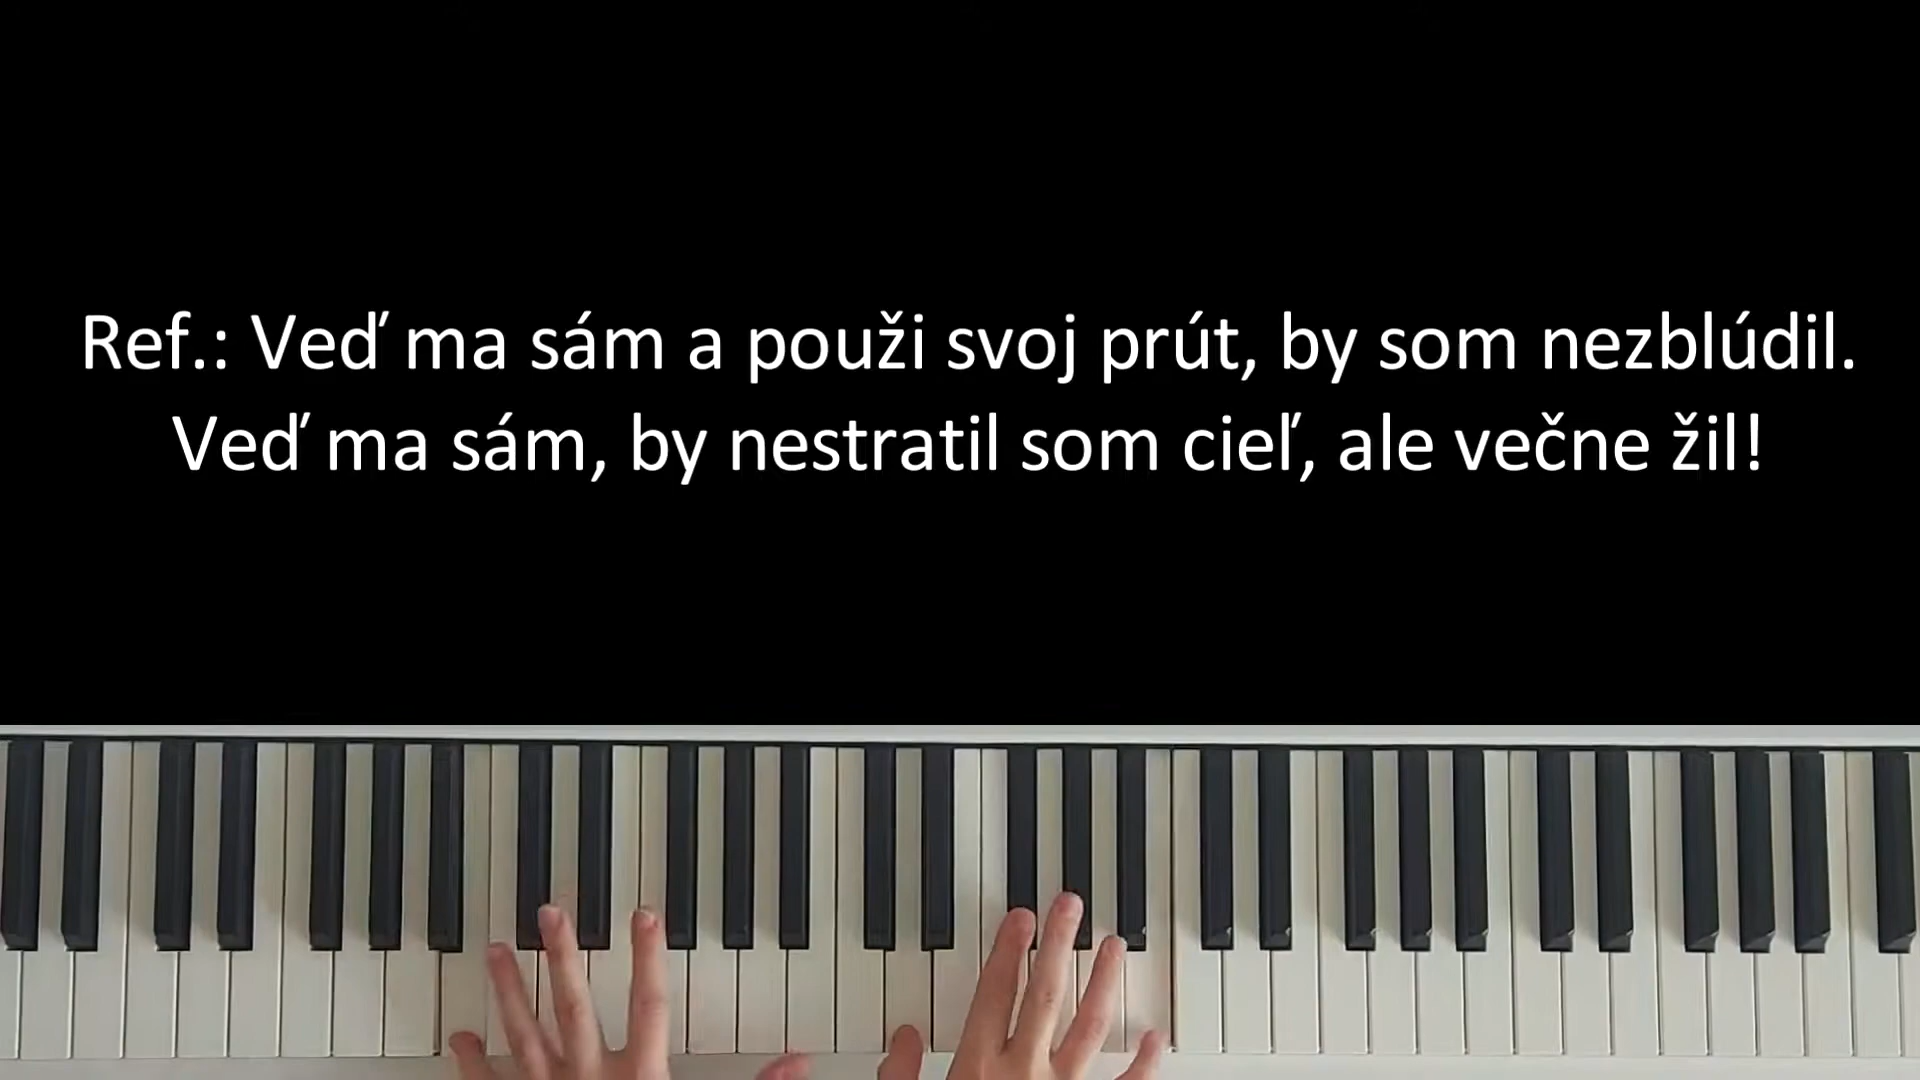 Ref.: Veď ma sám a použi svoj prút, by som nezblúdil.
Veď ma sám, by nestratil som cieľ, ale večne žil!